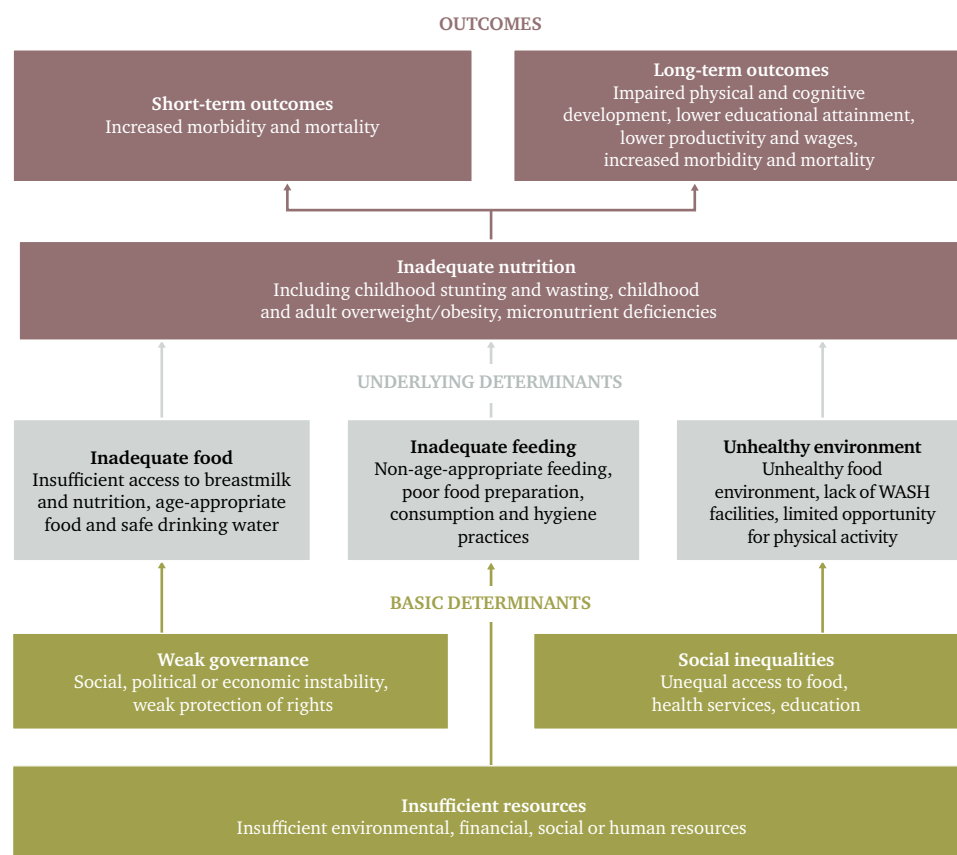 OUTCOMES
Short-term outcomes
Increased morbidity and mortality
Long-term outcomes
Impaired physical and cognitive
development, lower educational attainment,
lower productivity and wages,
increased morbidity and mortality
Inadequate nutrition
Including childhood stunting and wasting, childhood
and adult overweight/obesity, micronutrient deficiencies
UNDERLYING DETERMINANTS
Inadequate food
Insufficient access to breastmilk
and nutrition, age-appropriate
food and safe drinking water
Inadequate feeding
Non-age-appropriate feeding,
poor food preparation,
consumption and hygiene
practices
Unhealthy environment
Unhealthy food
environment, lack of WASH
facilities, limited opportunity
for physical activity
BASIC DETERMINANTS
Weak governance
Social, political or economic instability,
weak protection of rights
Social inequalities
Unequal access to food,
health services, education
Insufficient resources
Insufficient environmental, financial, social or human resources